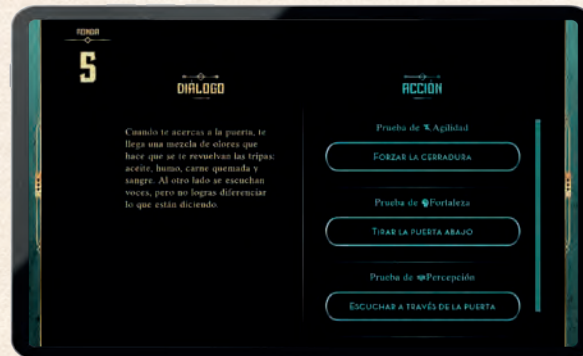 RONDA
5
DIÁLOGO
Cuando te acercas a la puerta, te
llega una mezcla de olores que
hace que se te revuelvan las tripas:
aceite, humo, carne quemada y
sangre. Al otro lado se escuchan
voces, pero no logras diferenciar
lo que están diciendo.
ACCIÓN
Prueba de Agilidad
FORZAR LA CERRADURA
Prueba de Fortaleza
TIRAR LA PUERTA ABAJO
Prueba de Percepción
ESCUCHAR A TRAVÉS DE LA PUERTA